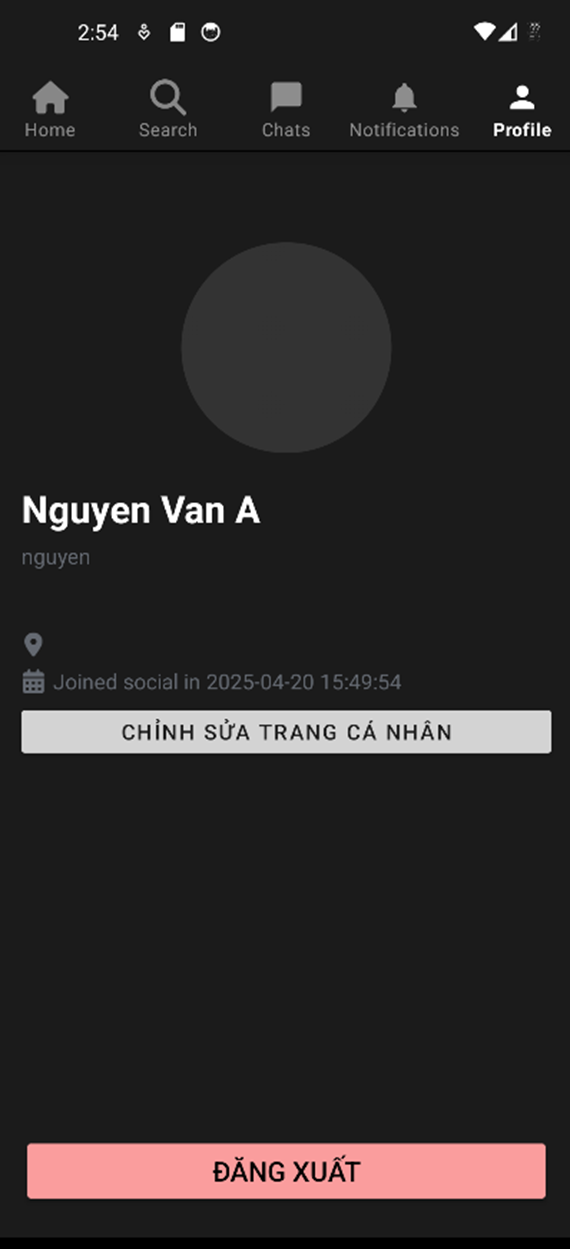 2:54
Home Search Chats Notifications Profile
Nguyen Van A
nguyen
Joined social in 2025-04-20 15:49:54
CHỈNH SỬA TRANG CÁ NHÂN
ĐĂNG XUẤT